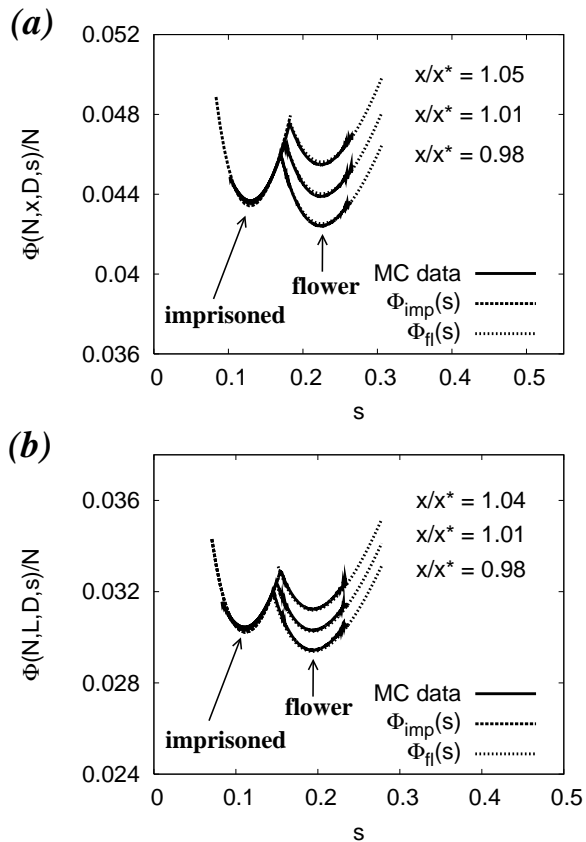 (a)
0.052
0.048
0.044
0.04
0.036
Φ(N,x,D,s)/N
x/x* = 1.05
x/x* = 1.01
x/x* = 0.98
flower
imprisoned
MC data
Φimp(s)
Φfl(s)
0 0.1 0.2 0.3 0.4 0.5
s
(b)
0.036
0.032
0.028
0.024
Φ(N,L,D,s)/N
x/x* = 1.04
x/x* = 1.01
x/x* = 0.98
flower
imprisoned
MC data
Φimp(s)
Φfl(s)
0 0.1 0.2 0.3 0.4 0.5
s